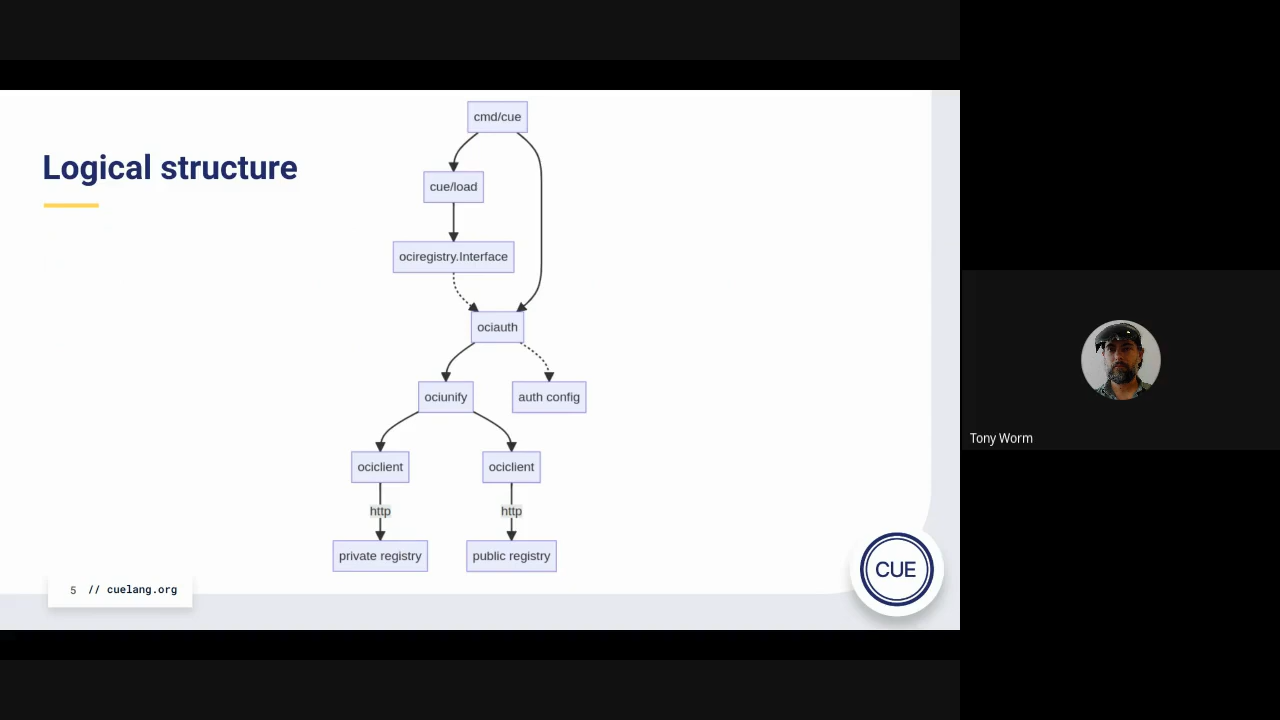 Logical structure
cmd/cue
cue/load
ociregistry.Interface
ociauth
ociunify
auth config
ociclient
ociclient
http
http
private registry
public registry
5 // cuelang.org
CUE
Tony Worm